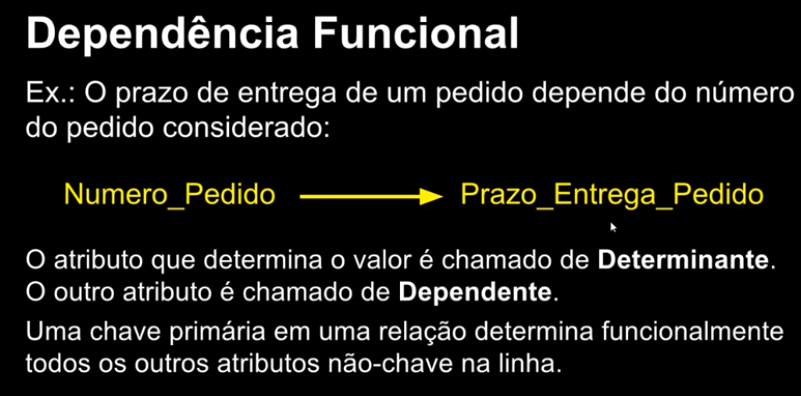 Dependência Funcional
Ex.: O prazo de entrega de um pedido depende do número
do pedido considerado:
Numero_Pedido Prazo_Entrega_Pedido
O atributo que determina o valor é chamado de Determinante.
O outro atributo é chamado de Dependente.
Uma chave primária em uma relação determina funcionalmente
todos os outros atributos não-chave na linha.